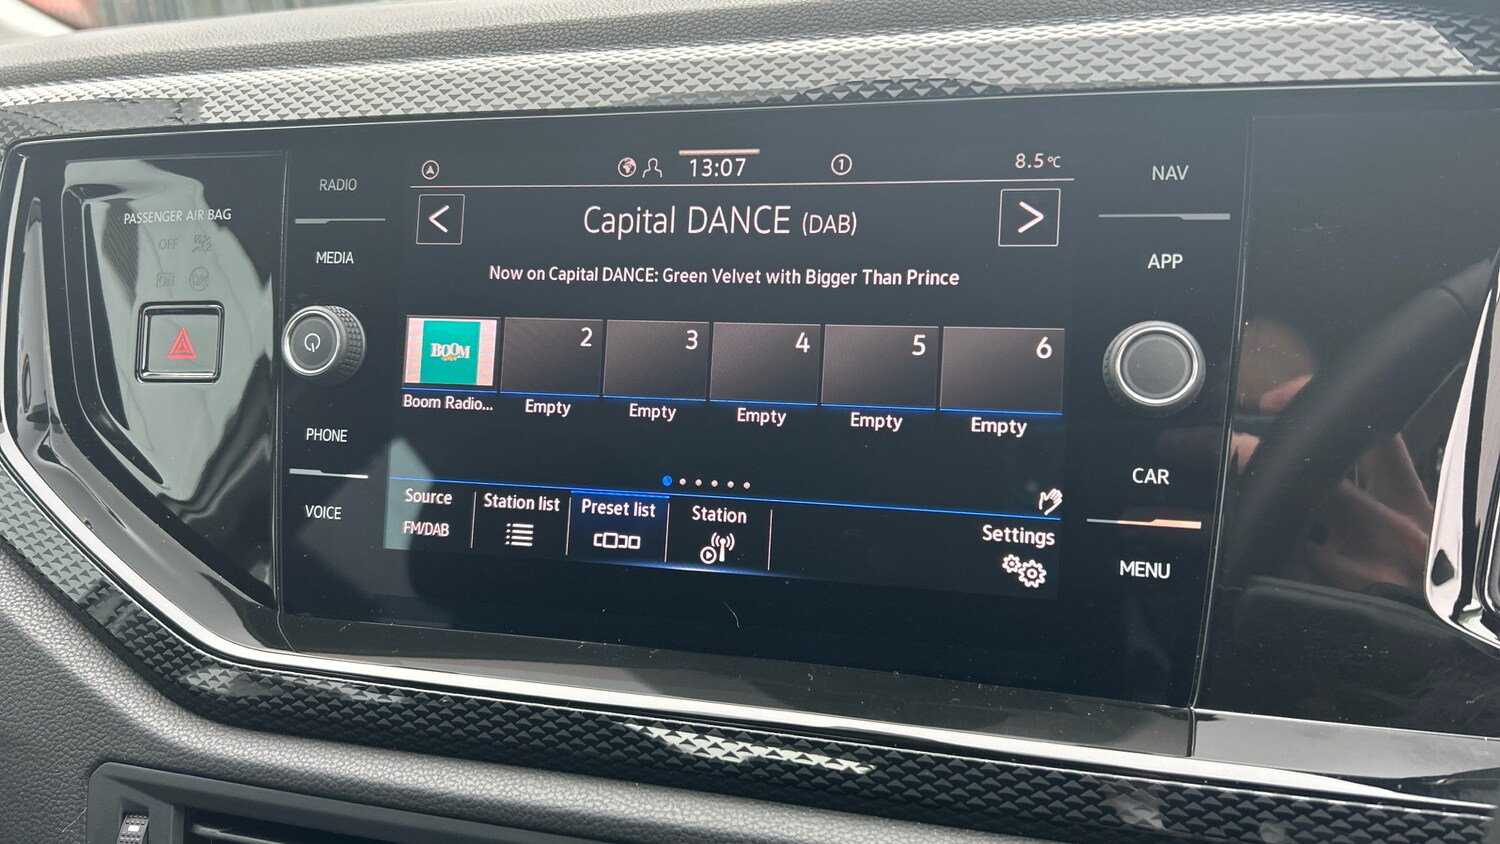 RADIO
MEDIA
PHONE
VOICE
PASSENGER AIR BAG
OFF
ON
13:07
1
8.5°C
<
Capital DANCE (DAB)
>
Now on Capital DANCE: Green Velvet with Bigger Than Prince
BOOM
2
3
4
5
6
Boom Radio...
Empty
Empty
Empty
Empty
Empty
Source
FM/DAB
Station list
Preset list
Station
Settings
NAV
APP
CAR
MENU